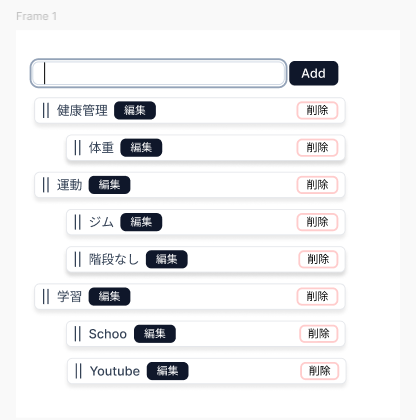 Frame 1
Add
健康管理 編集 削除
体重 編集 削除
運動 編集 削除
ジム 編集 削除
階段なし 編集 削除
学習 編集 削除
Schoo 編集 削除
Youtube 編集 削除